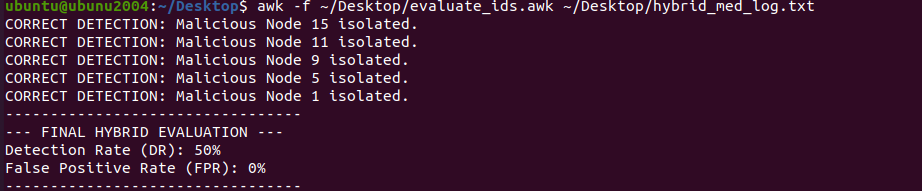 ubuntu@ubunu2004:~/Desktop$ awk -f ~/Desktop/evaluate_ids.awk ~/Desktop/hybrid_med_log.txt
CORRECT DETECTION: Malicious Node 15 isolated.
CORRECT DETECTION: Malicious Node 11 isolated.
CORRECT DETECTION: Malicious Node 9 isolated.
CORRECT DETECTION: Malicious Node 5 isolated.
CORRECT DETECTION: Malicious Node 1 isolated.
--------------------------------
--- FINAL HYBRID EVALUATION ---
Detection Rate (DR): 50%
False Positive Rate (FPR): 0%
--------------------------------